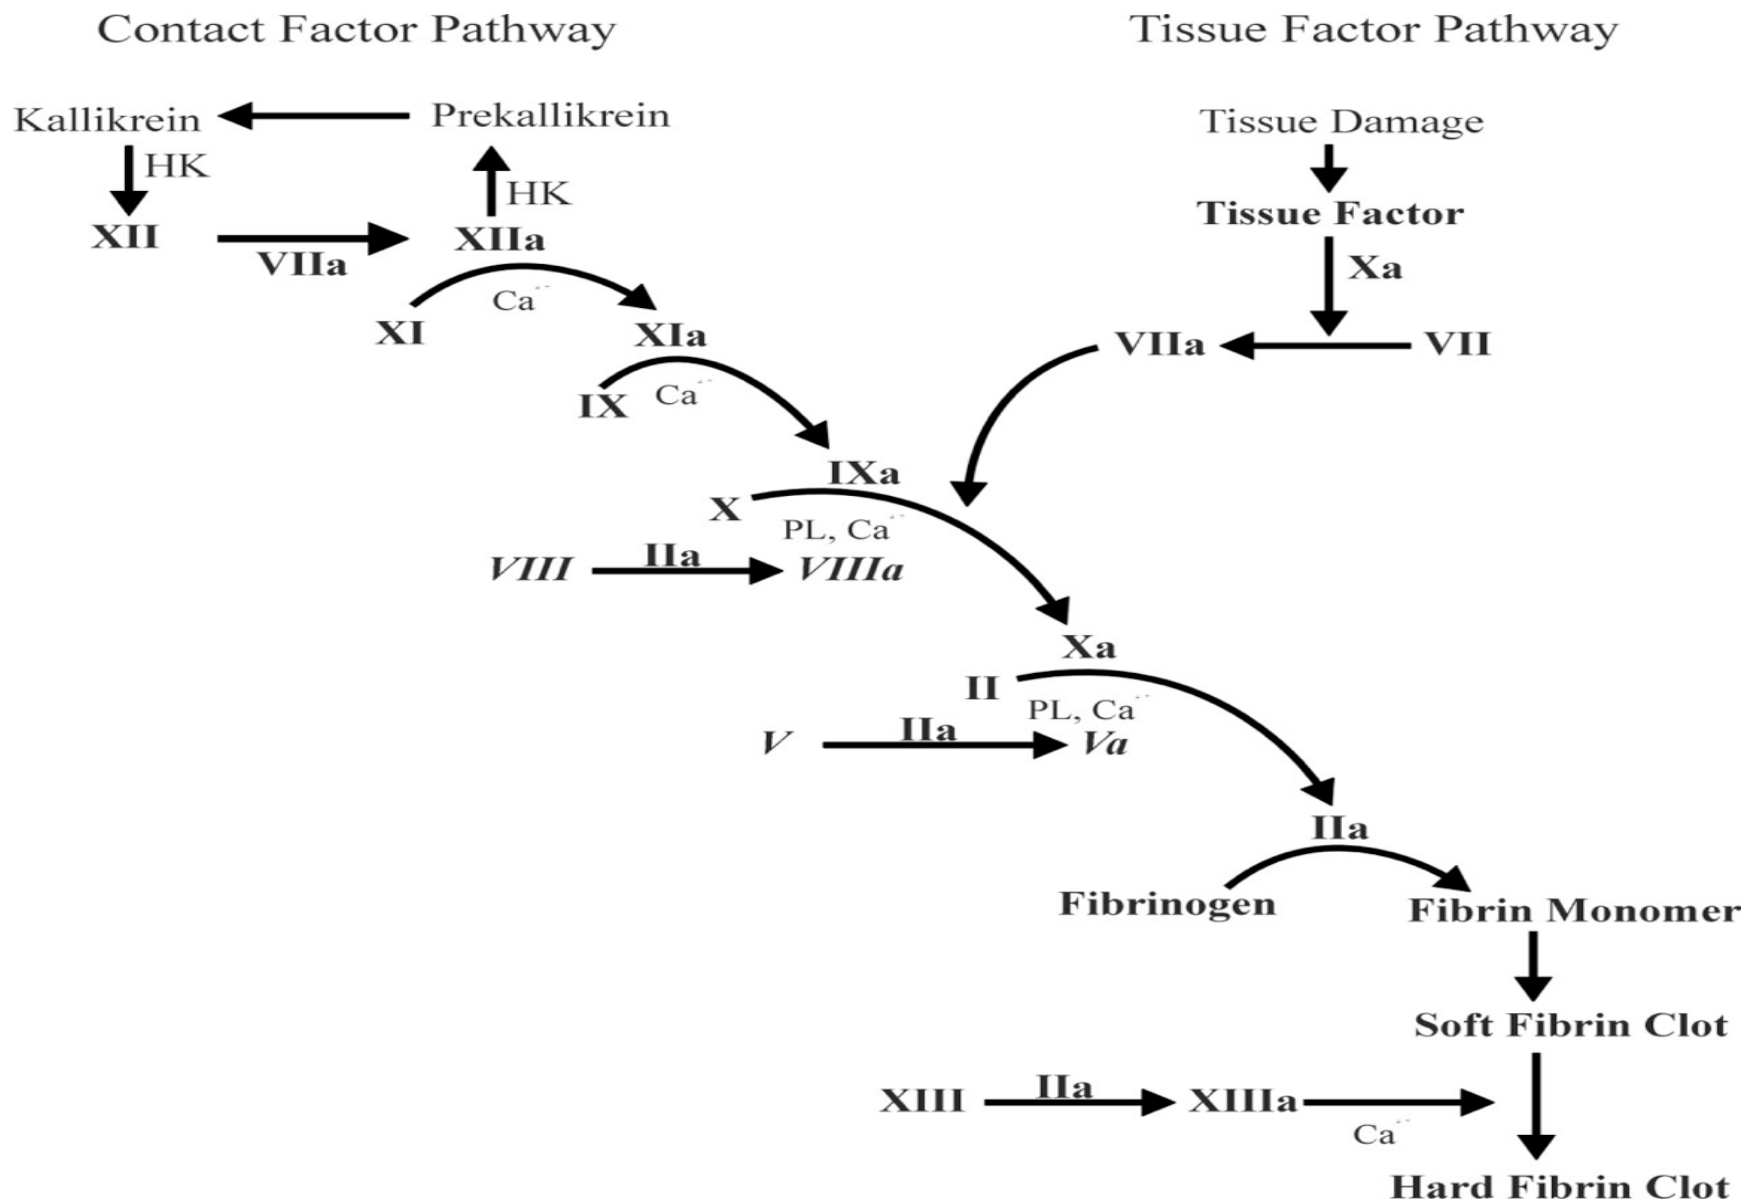 Contact Factor Pathway
Tissue Factor Pathway
Kallikrein
Prekallikrein
Tissue Damage
HK
HK
Tissue Factor
XII
VIIa
XIIa
Xa
Ca
XI
XIa
VIIa
VII
IX
Ca
IXa
X
PL, Ca
VIII
IIa
VIIIa
Xa
II
PL, Ca
V
IIa
Va
IIa
Fibrinogen
Fibrin Monomer
Soft Fibrin Clot
XIII
IIa
XIIIa
Ca
Hard Fibrin Clot